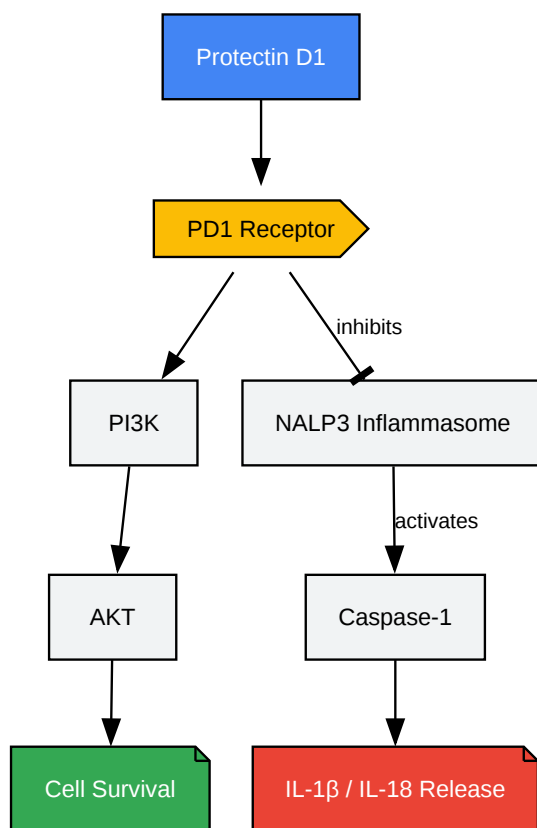 Protectin D1
PD1 Receptor
inhibits
PI3K
NALP3 Inflammasome
activates
AKT
Caspase-1
Cell Survival
IL-1β / IL-18 Release